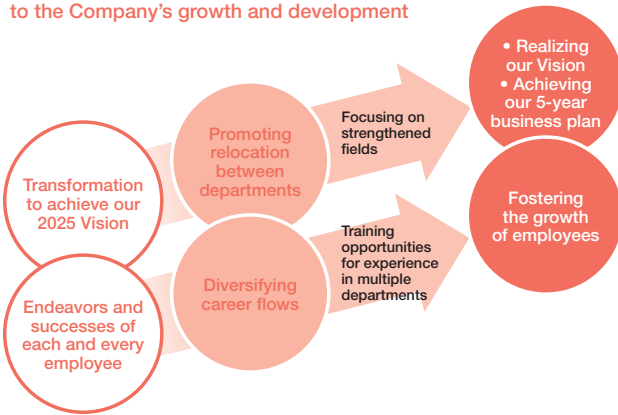 to the Company’s growth and development
Transformation
to achieve our
2025 Vision
Endeavors and
successes of
each and every
employee
Promoting
relocation
between
departments
Diversifying
career flows
Focusing on
strengthened
fields
Training
opportunities
for experience
in multiple
departments
• Realizing
our Vision
• Achieving
our 5-year
business plan
Fostering
the growth
of employees